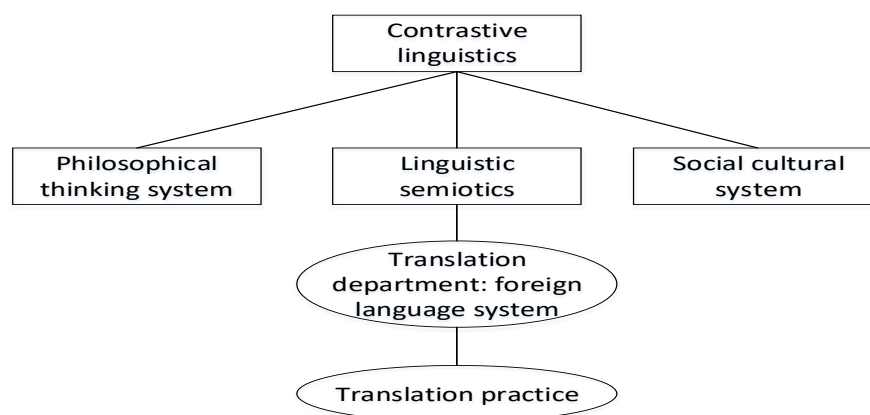 Contrastive
linguistics
Philosophical
thinking system
Linguistic
semiotics
Social cultural
system
Translation
department: foreign
language system
Translation practice